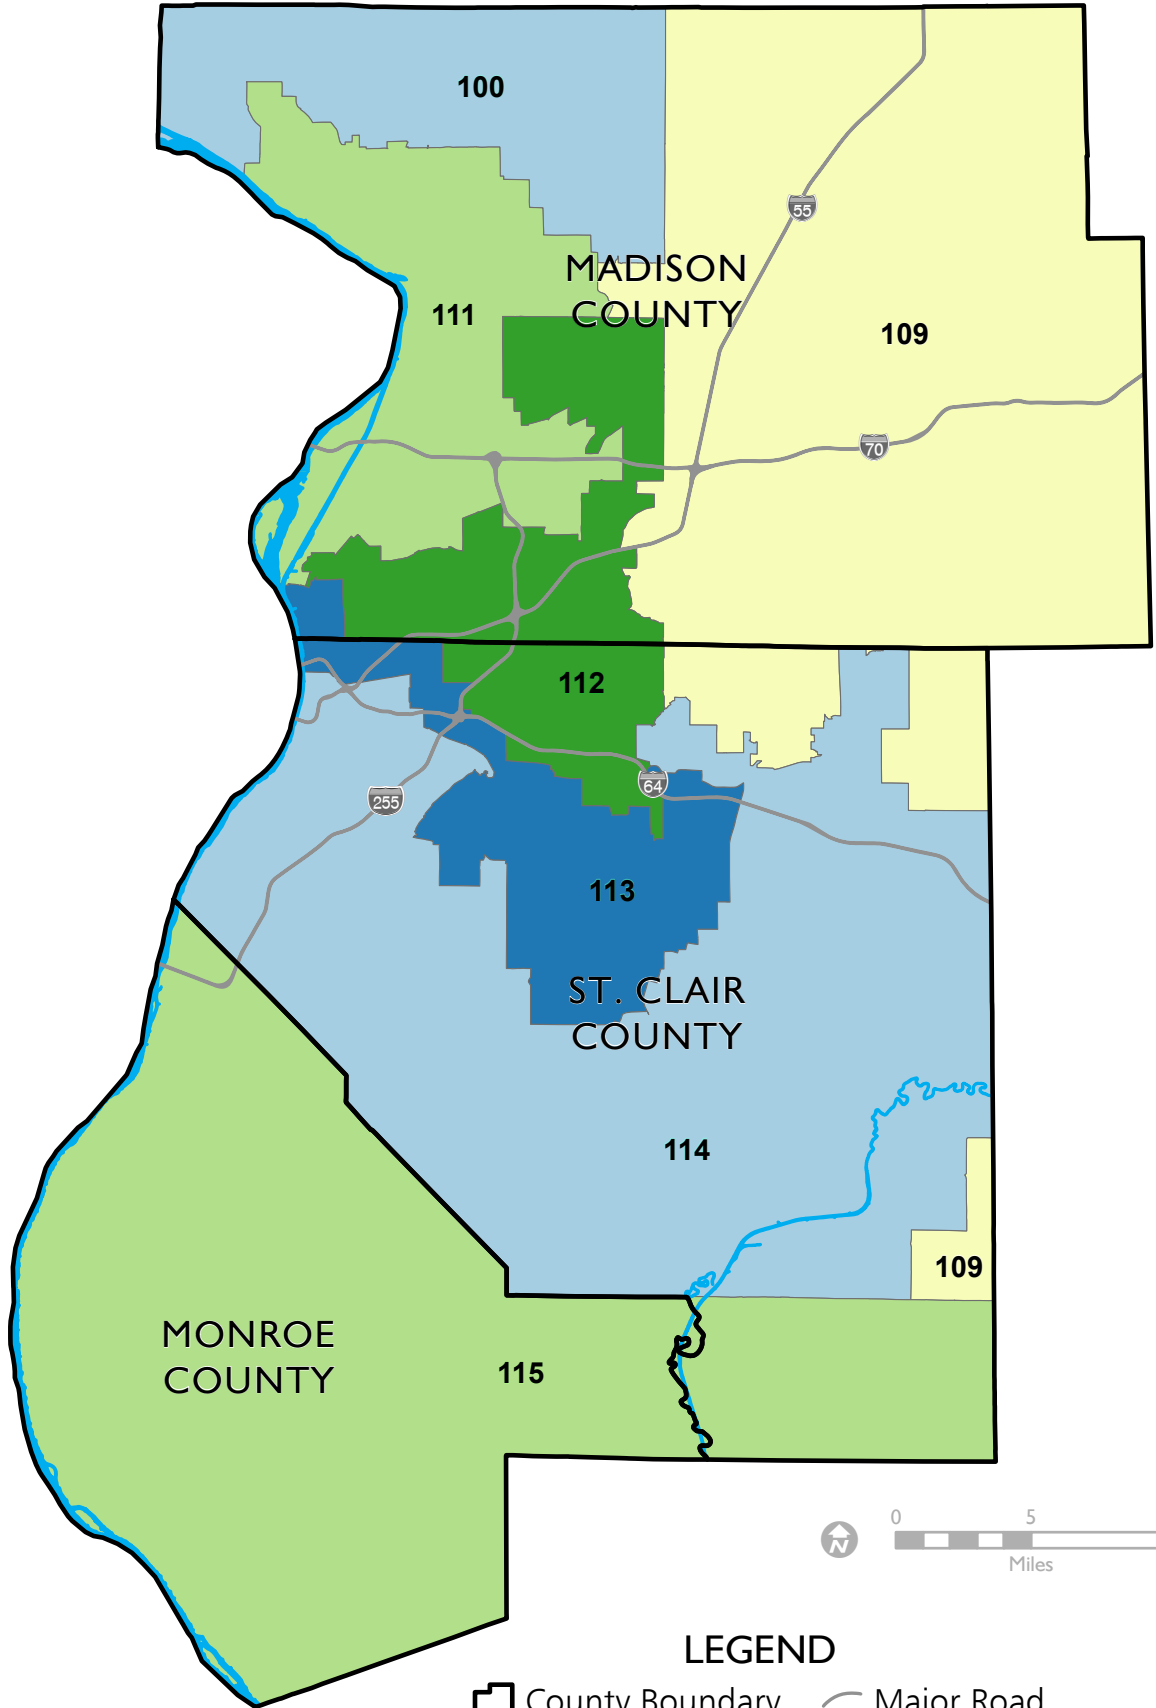 100
55
MADISON
COUNTY
111
109
70
112
64
255
113
ST. CLAIR
COUNTY
114
109
MONROE
COUNTY
115
N
0 5
Miles
LEGEND
County Boundary Major Road